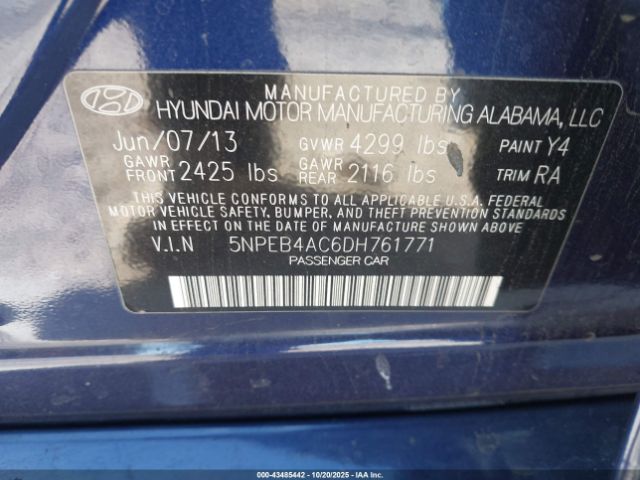 MANUFACTURED BY
HYUNDAI MOTOR MANUFACTURING ALABAMA, LLC
Jun/07/13 GVWR 4299 lbs PAINT Y4
GAWR FRONT 2425 lbs GAWR REAR 2116 lbs TRIM RA
THIS VEHICLE CONFORMS TO ALL APPLICABLE U.S.A. FEDERAL
MOTOR VEHICLE SAFETY, BUMPER, AND THEFT PREVENTION STANDARDS
IN EFFECT ON THE DATE OF MANUFACTURE SHOWN ABOVE
V.I.N 5NPEB4AC6DH761771
PASSENGER CAR
000-43485442 | 10/20/2025 | IAAI.com